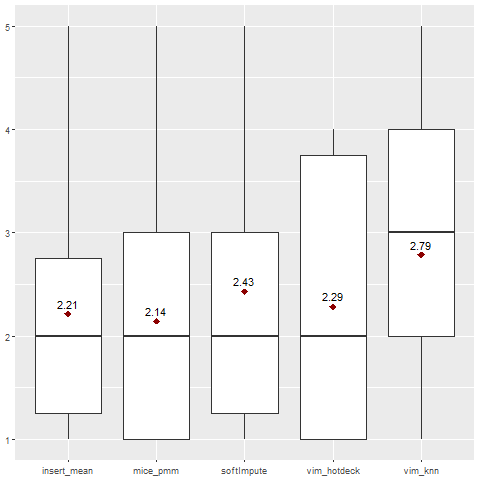 5
4
3
2
1
2.21
2.14
2.43
2.29
2.79
insert_mean
mice_pmm
softImpute
vim_hotdeck
vim_knn